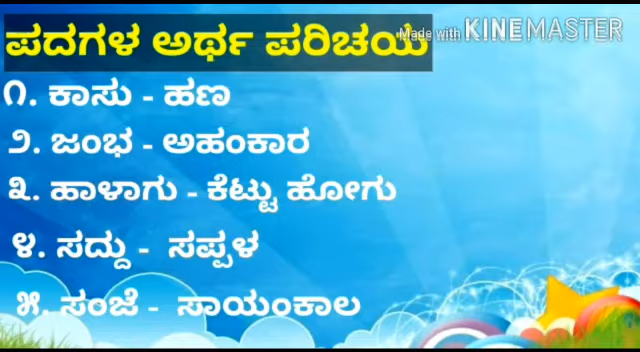 ಪದಗಳ ಅರ್ಥ ಪರಿಚಯ
Made with KINEMASTER
೧. ಕಾಸು - ಹಣ
೨. ಜಂಭ - ಅಹಂಕಾರ
೩. ಹಾಳಾಗು - ಕೆಟ್ಟು ಹೋಗು
೪. ಸದ್ದು - ಸಪ್ಪಳ
೫. ಸಂಜೆ - ಸಾಯಂಕಾಲ